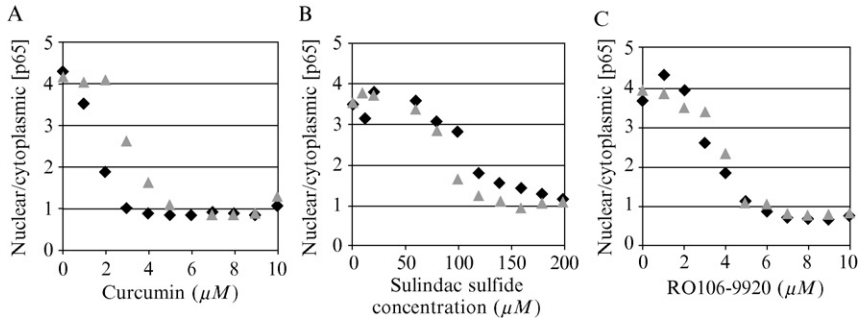 A
Nuclear/cytoplasmic [p65]
5
4
3
2
1
0
0 2 4 6 8 10
Curcumin (µM)
B
Nuclear/cytoplasmic [p65]
5
4
3
2
1
0
0 50 100 150 200
Sulindac sulfide
concentration (µM)
C
Nuclear/cytoplasmic [p65]
5
4
3
2
1
0
0 2 4 6 8 10
RO106-9920 (µM)